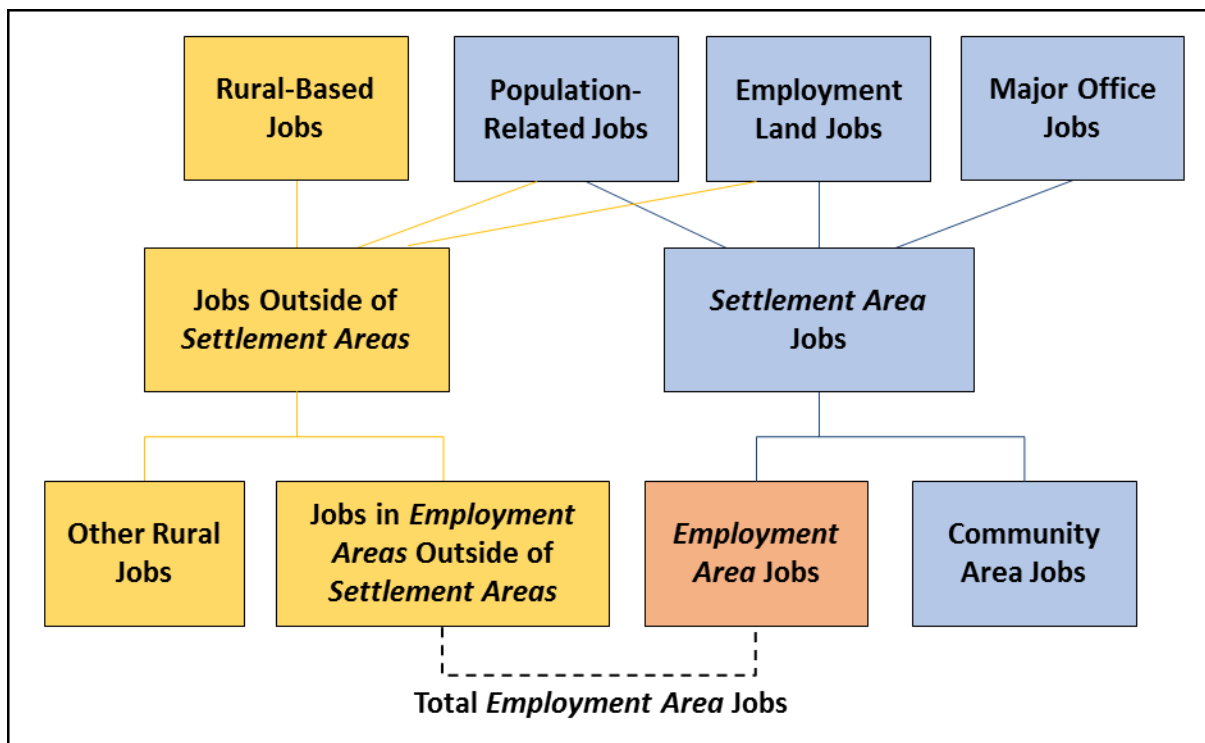 Rural-Based
Jobs
Population-
Related Jobs
Employment
Land Jobs
Major Office
Jobs
Jobs Outside of
Settlement Areas
Settlement Area
Jobs
Other Rural
Jobs
Jobs in Employment
Areas Outside of
Settlement Areas
Employment
Area Jobs
Community
Area Jobs
Total Employment Area Jobs